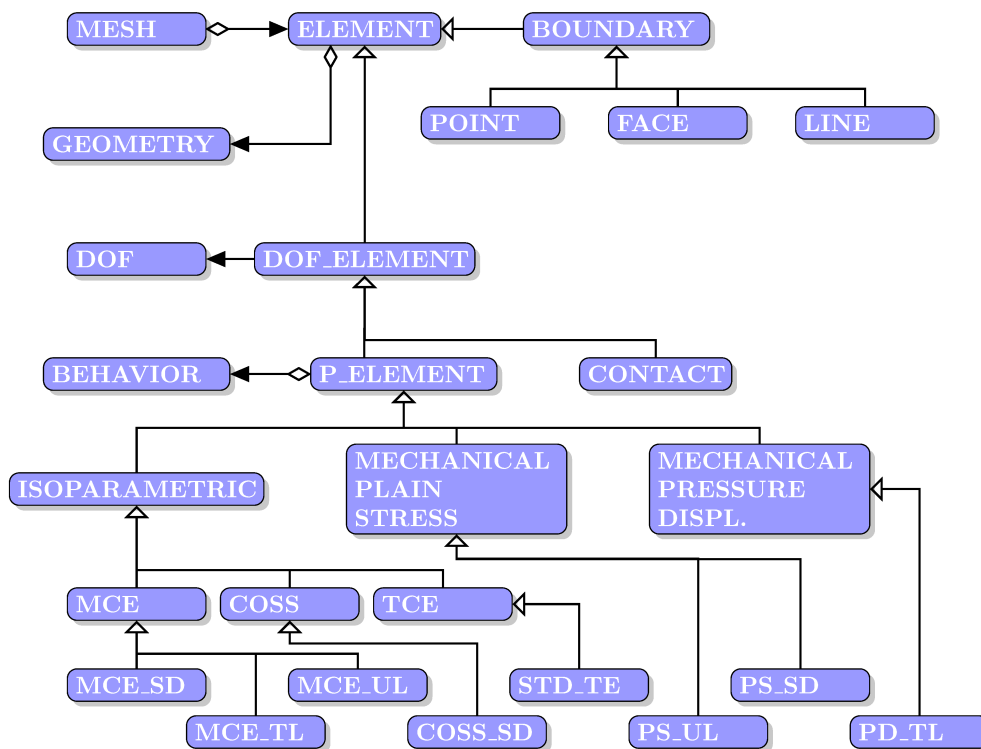 MESH
ELEMENT
BOUNDARY
POINT
FACE
LINE
GEOMETRY
DOF
DOF_ELEMENT
BEHAVIOR
P_ELEMENT
CONTACT
ISOPARAMETRIC
MECHANICAL
PLAIN
STRESS
MECHANICAL
PRESSURE
DISPL.
MCE
COSS
TCE
MCE_SD
MCE_UL
STD_TE
PS_SD
MCE_TL
COSS_SD
PS_UL
PD_TL